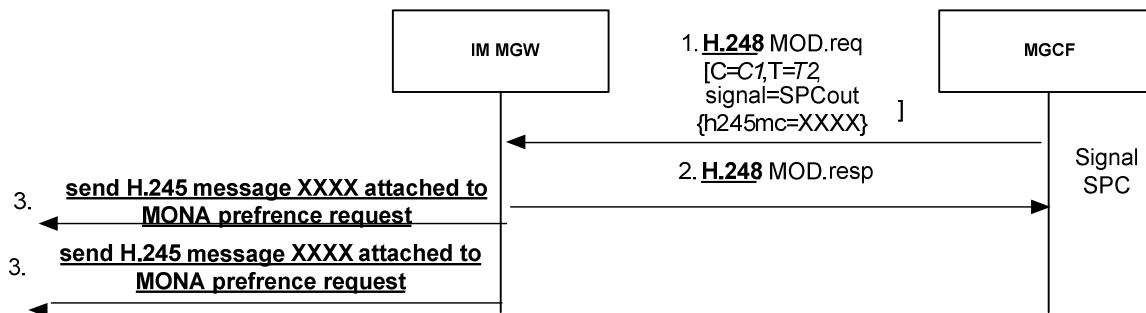 IM MGW
MGCF
1. H.248 MOD.req
[C=C1,T=T2,
signal=SPCout
{h245mc=XXXX}
]
2. H.248 MOD.resp
Signal
SPC
3.
send H.245 message XXXX attached to
MONA prefrence request
3.
send H.245 message XXXX attached to
MONA prefrence request